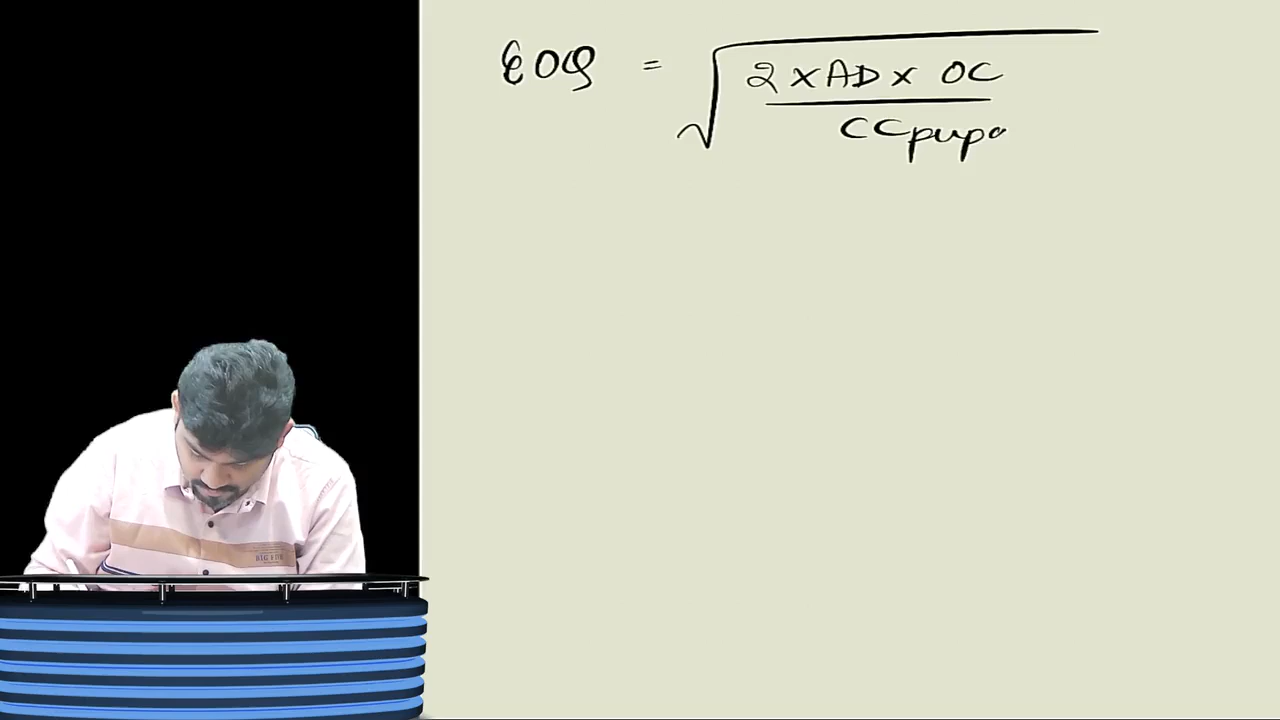 EOQ = √ 2 x AD x OC
CCpupa